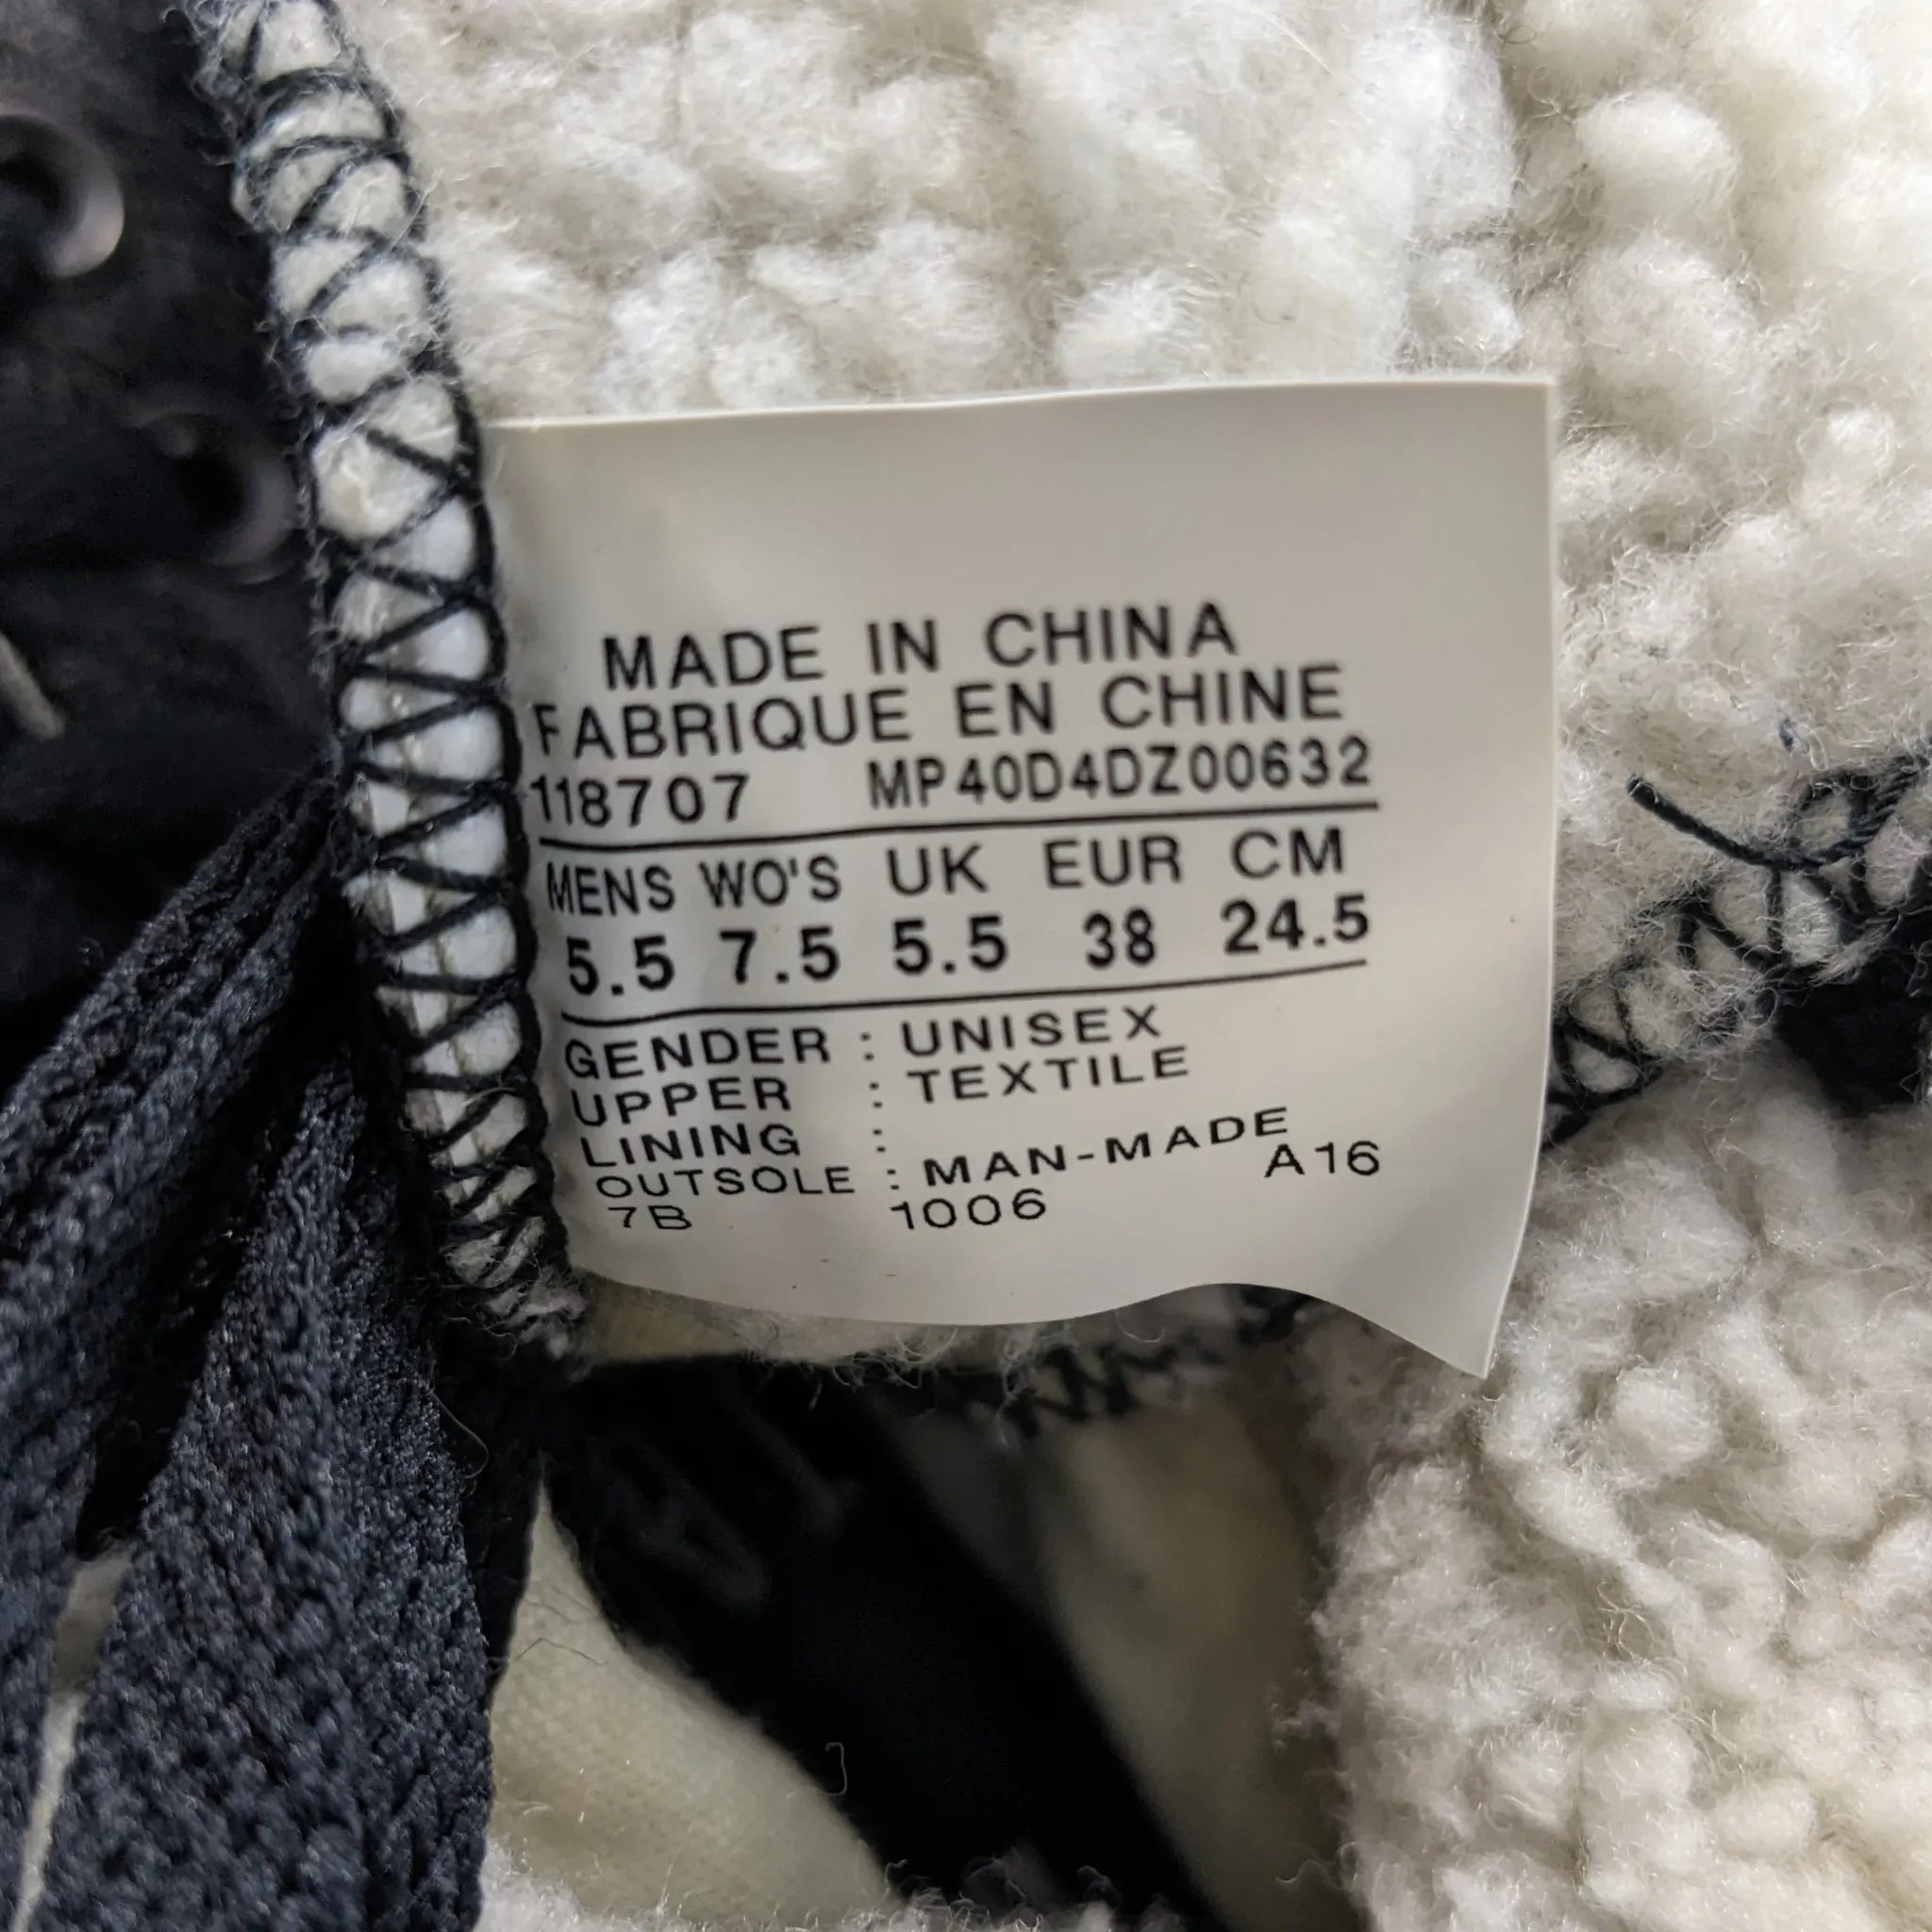 MADE IN CHINA
FABRIQUE EN CHINE
118707 MP40D4DZ00632
MENS WO'S UK EUR CM
5.5 7.5 5.5 38 24.5
GENDER : UNISEX
UPPER : TEXTILE
LINING :
OUTSOLE : MAN-MADE
7B 1006 A16